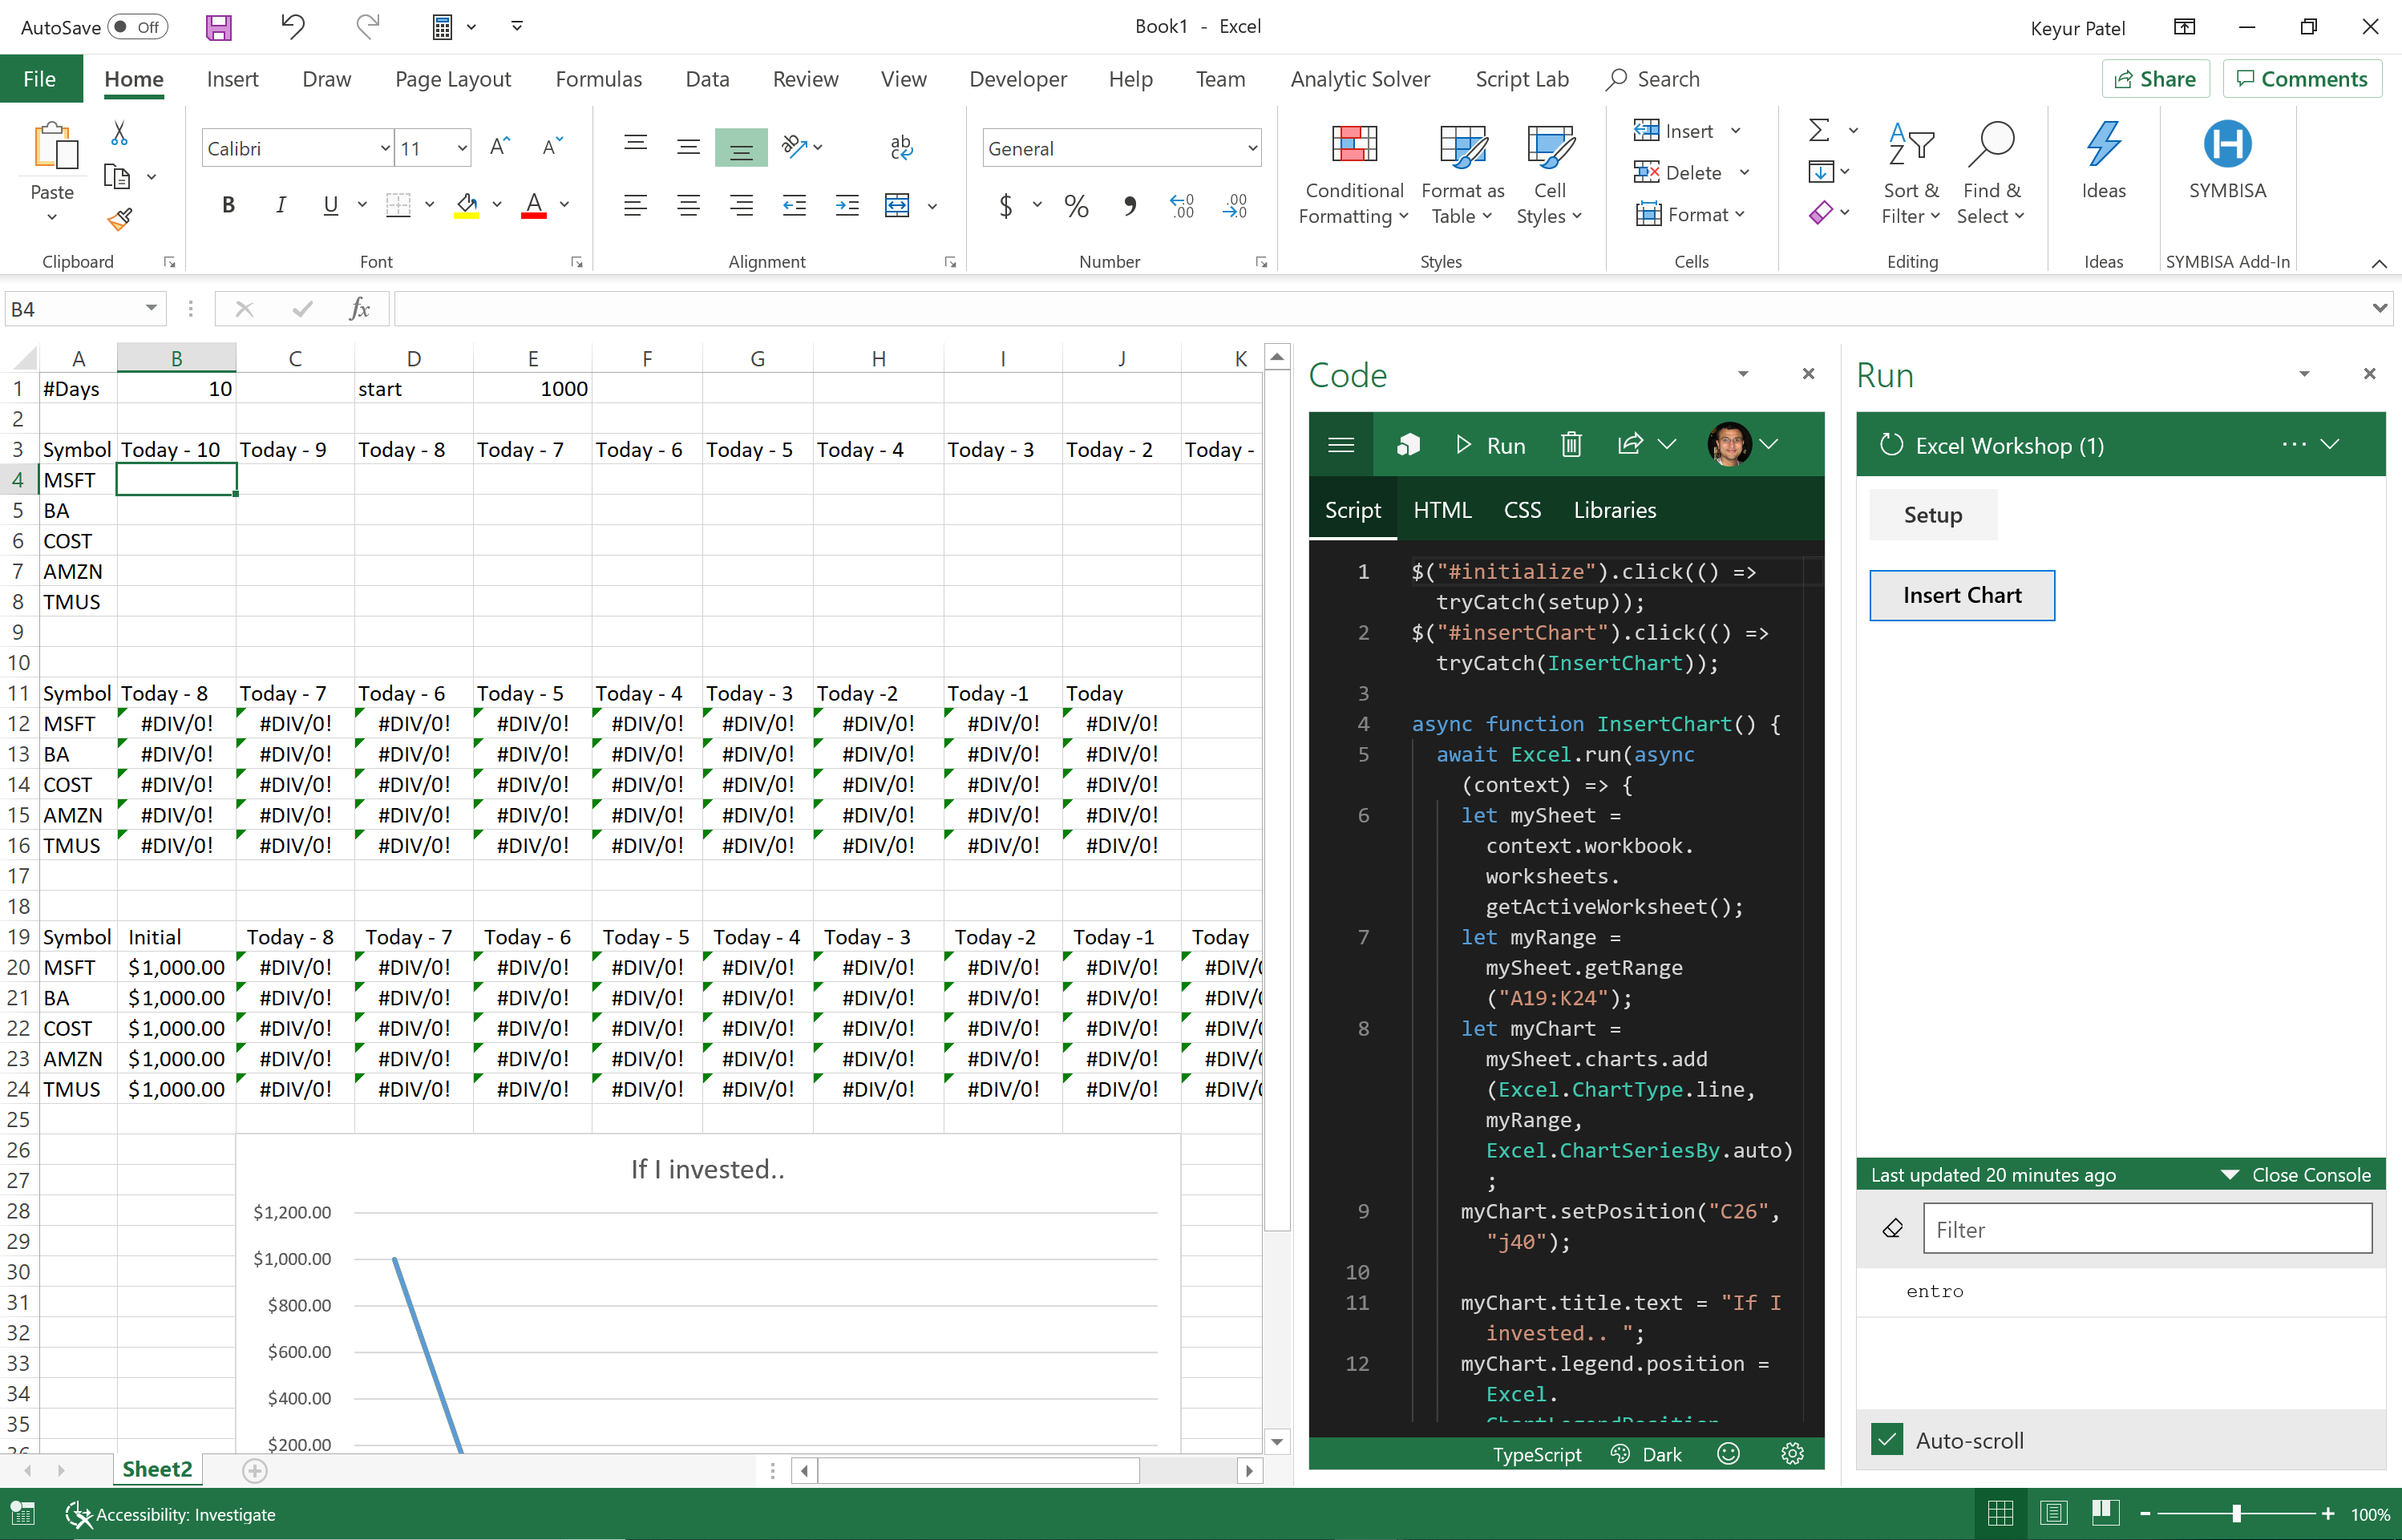 AutoSave Off
Book1 - Excel
Keyur Patel
File Home Insert Draw Page Layout Formulas Data Review View Developer Help Team Analytic Solver Script Lab Search
Share Comments
Paste
Clipboard
Calibri 11
B I U A
Font
ab
Alignment
General
$ % , .00
Number
Conditional Formatting
Format as Table
Cell Styles
Styles
Insert
Delete
Format
Cells
Sort & Filter
Find & Select
Editing
Ideas
Ideas
SYMBISA
SYMBISA Add-In
B4 fx
A B C D E F G H I J K
1 #Days 10 start 1000
2
3 Symbol Today - 10 Today - 9 Today - 8 Today - 7 Today - 6 Today - 5 Today - 4 Today - 3 Today - 2 Today -
4 MSFT
5 BA
6 COST
7 AMZN
8 TMUS
9
10
11 Symbol Today - 8 Today - 7 Today - 6 Today - 5 Today - 4 Today - 3 Today -2 Today -1 Today
12 MSFT #DIV/0! #DIV/0! #DIV/0! #DIV/0! #DIV/0! #DIV/0! #DIV/0! #DIV/0! #DIV/0!
13 BA #DIV/0! #DIV/0! #DIV/0! #DIV/0! #DIV/0! #DIV/0! #DIV/0! #DIV/0! #DIV/0!
14 COST #DIV/0! #DIV/0! #DIV/0! #DIV/0! #DIV/0! #DIV/0! #DIV/0! #DIV/0! #DIV/0!
15 AMZN #DIV/0! #DIV/0! #DIV/0! #DIV/0! #DIV/0! #DIV/0! #DIV/0! #DIV/0! #DIV/0!
16 TMUS #DIV/0! #DIV/0! #DIV/0! #DIV/0! #DIV/0! #DIV/0! #DIV/0! #DIV/0! #DIV/0!
17
18
19 Symbol Initial Today - 8 Today - 7 Today - 6 Today - 5 Today - 4 Today - 3 Today -2 Today -1 Today
20 MSFT $1,000.00 #DIV/0! #DIV/0! #DIV/0! #DIV/0! #DIV/0! #DIV/0! #DIV/0! #DIV/0! #DIV/
21 BA $1,000.00 #DIV/0! #DIV/0! #DIV/0! #DIV/0! #DIV/0! #DIV/0! #DIV/0! #DIV/0! #DIV/
22 COST $1,000.00 #DIV/0! #DIV/0! #DIV/0! #DIV/0! #DIV/0! #DIV/0! #DIV/0! #DIV/0! #DIV/
23 AMZN $1,000.00 #DIV/0! #DIV/0! #DIV/0! #DIV/0! #DIV/0! #DIV/0! #DIV/0! #DIV/0! #DIV/
24 TMUS $1,000.00 #DIV/0! #DIV/0! #DIV/0! #DIV/0! #DIV/0! #DIV/0! #DIV/0! #DIV/0! #DIV/
25
26
27
28
29
30
31
32
33
34
35
If I invested..
$1,200.00
$1,000.00
$800.00
$600.00
$400.00
$200.00
Sheet2
Code
Run
Script HTML CSS Libraries
1 $("#initialize").click(() =>
tryCatch(setup));
2 $("#insertChart").click(() =>
tryCatch(InsertChart));
3
4 async function InsertChart() {
5 await Excel.run(async
(context) => {
6 let mySheet =
context.workbook.
worksheets.
getActiveWorksheet();
7 let myRange =
mySheet.getRange
("A19:K24");
8 let myChart =
mySheet.charts.add
(Excel.ChartType.line,
myRange,
Excel.ChartSeriesBy.auto)
;
9 myChart.setPosition("C26",
"j40");
10
11 myChart.title.text = "If I
invested.. ";
12 myChart.legend.position =
Excel.
ChartLegendPosition
TypeScript Dark
Run
Excel Workshop (1)
Setup
Insert Chart
Last updated 20 minutes ago Close Console
Filter
entro
Auto-scroll
Accessibility: Investigate
100%